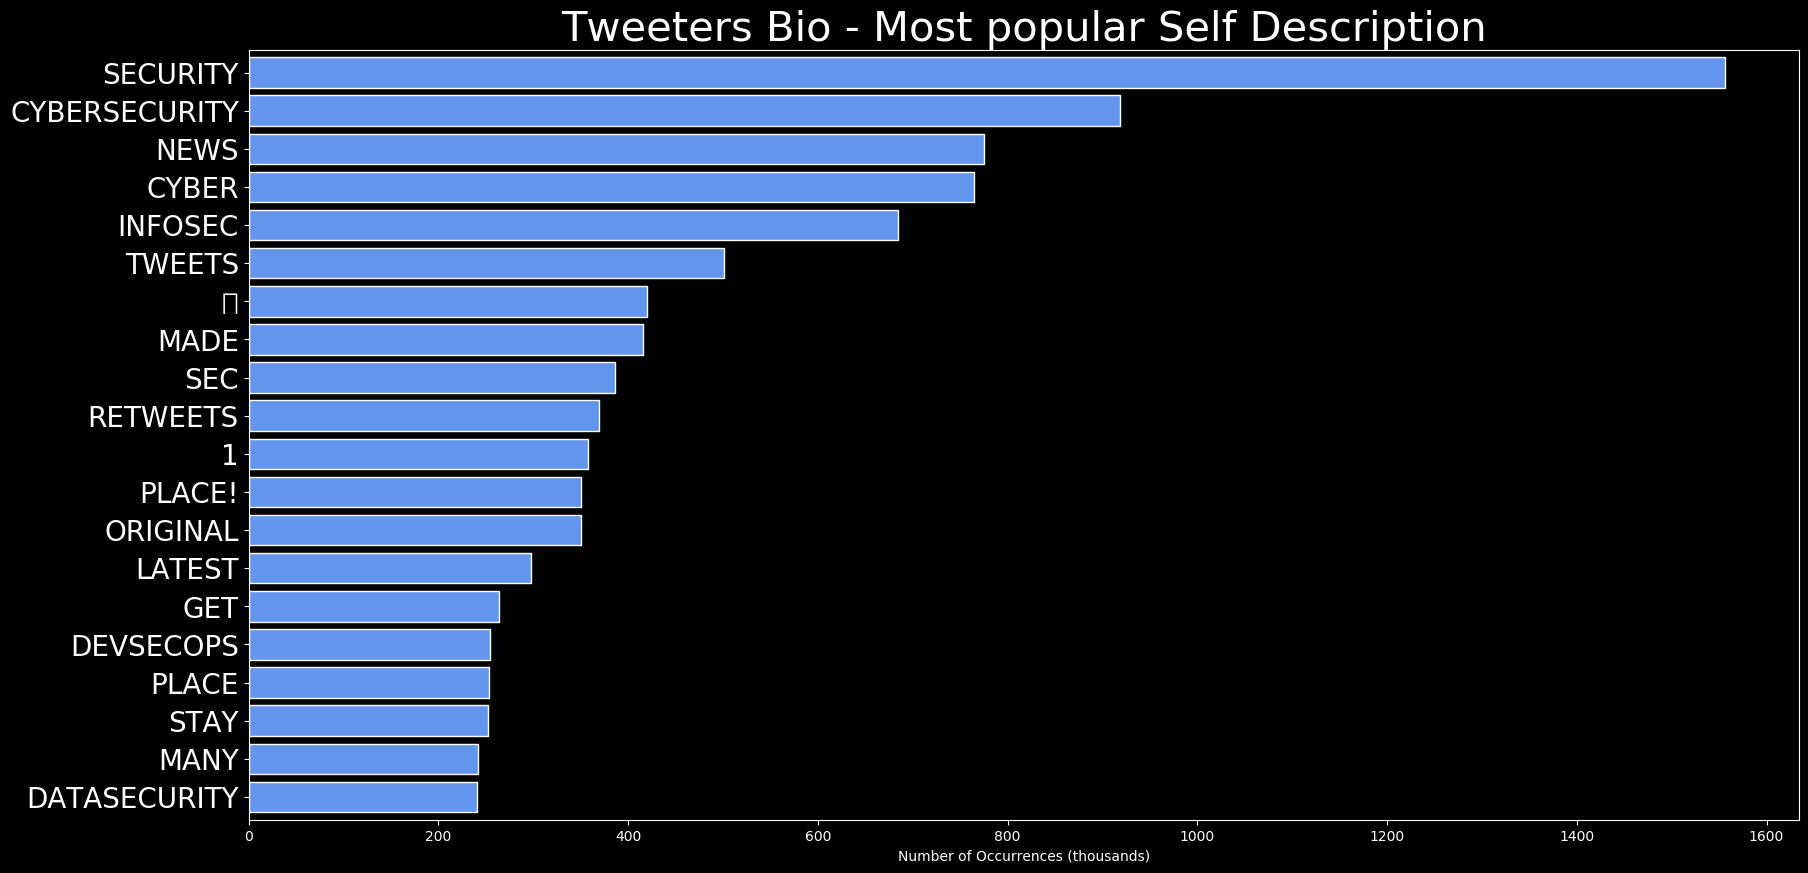 Tweeters Bio - Most popular Self Description
SECURITY
CYBERSECURITY
NEWS
CYBER
INFOSEC
TWEETS
MADE
SEC
RETWEETS
1
PLACE!
ORIGINAL
LATEST
GET
DEVSECOPS
PLACE
STAY
MANY
DATASECURITY
0 200 400 600 800 1000 1200 1400 1600
Number of Occurrences (thousands)